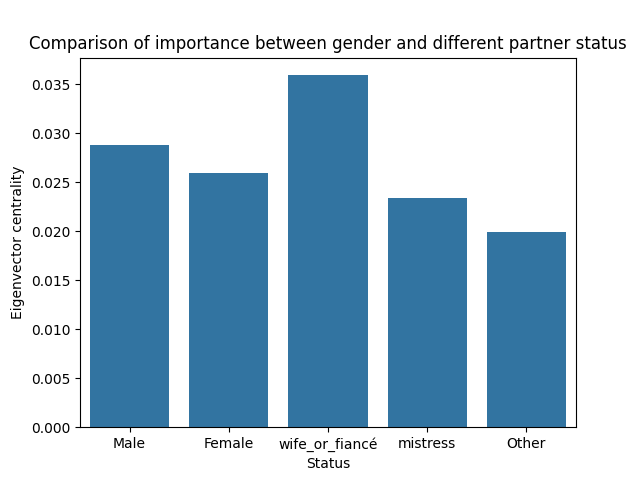 Comparison of importance between gender and different partner status
Eigenvector centrality
0.035
0.030
0.025
0.020
0.015
0.010
0.005
0.000
Male Female wife_or_fiancé mistress Other
Status